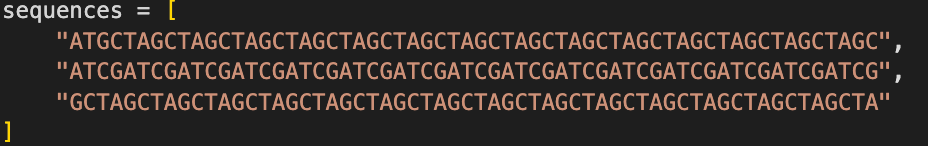 sequences = [
"ATGCTAGCTAGCTAGCTAGCTAGCTAGCTAGCTAGCTAGCTAGCTAGCTAGCTAGCTAGC",
"ATCGATCGATCGATCGATCGATCGATCGATCGATCGATCGATCGATCGATCGATCGATCG",
"GCTAGCTAGCTAGCTAGCTAGCTAGCTAGCTAGCTAGCTAGCTAGCTAGCTAGCTAGCTA"
]